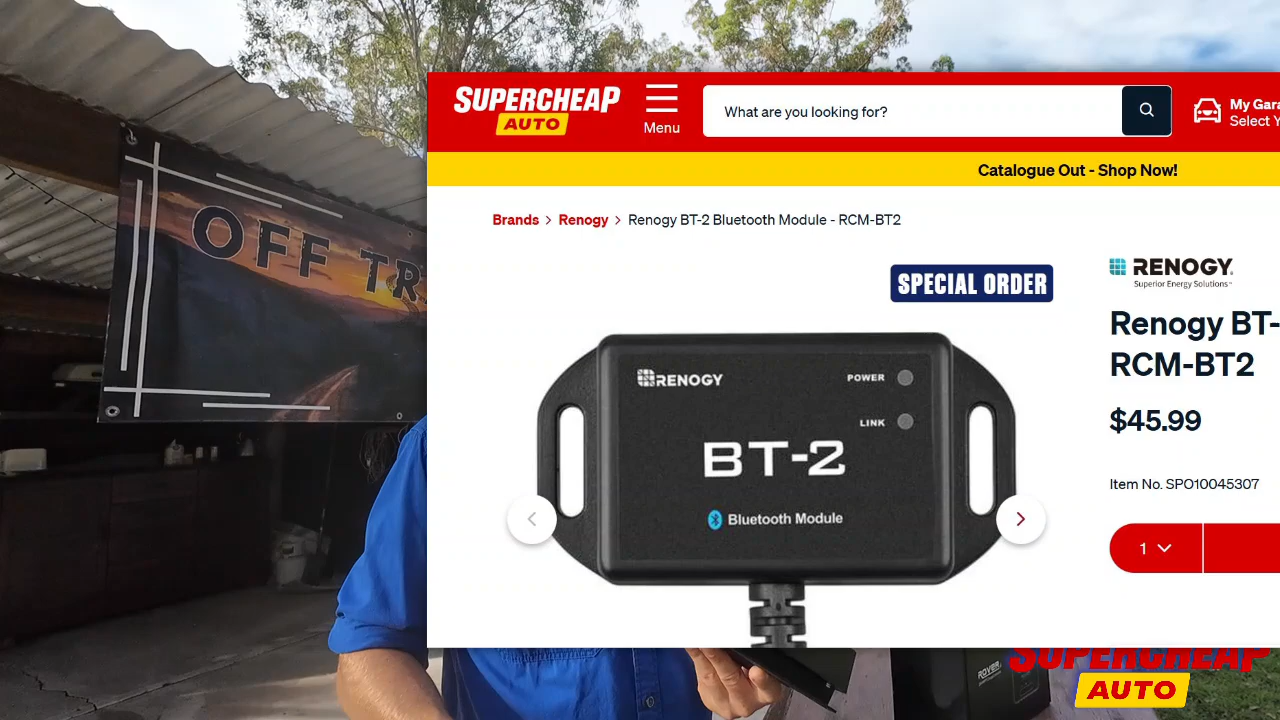 OFF TR
SUPERCHEAP
AUTO
Menu
What are you looking for?
My Gara
Select Y
Catalogue Out - Shop Now!
Brands > Renogy > Renogy BT-2 Bluetooth Module - RCM-BT2
SPECIAL ORDER
RENOGY
Superior Energy Solutions
Renogy BT-
RCM-BT2
$45.99
Item No. SPO10045307
1
RENOGY
POWER
LINK
BT-2
Bluetooth Module
ROVER
SUPERCHEAP
AUTO